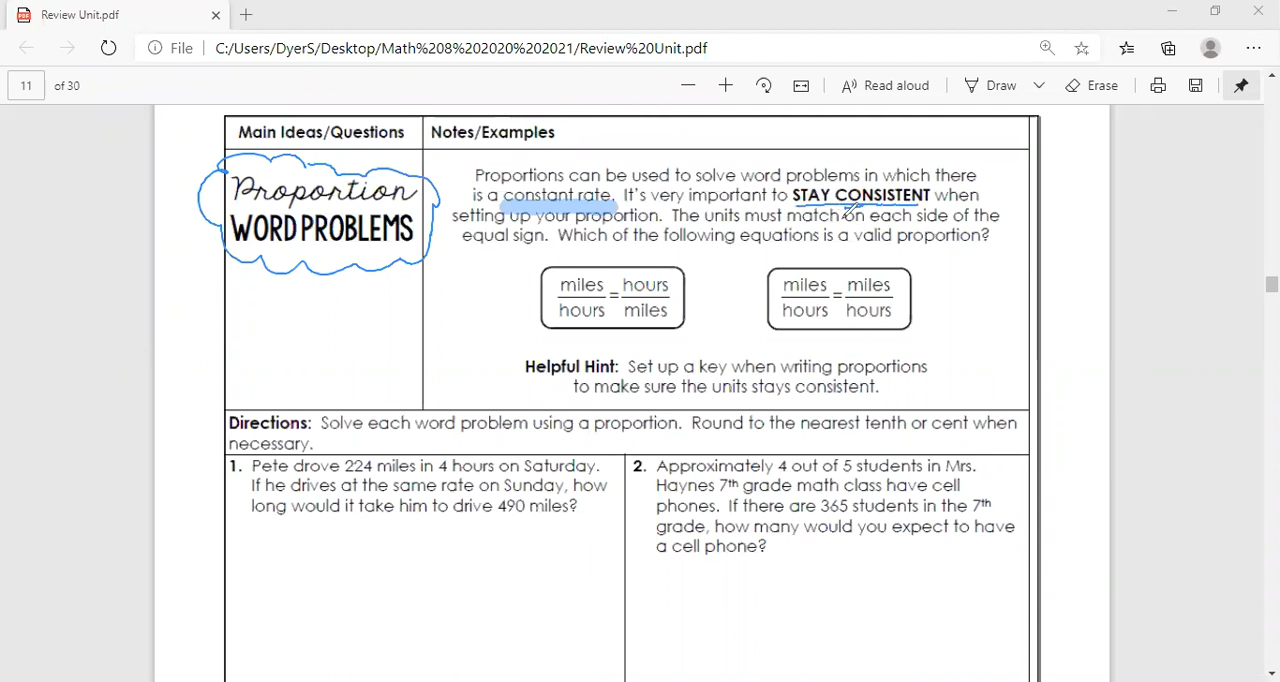 Review Unit.pdf
File C:/Users/DyerS/Desktop/Math%208%202020%202021/Review%20Unit.pdf
11 of 30 Read aloud Draw Erase
Main Ideas/Questions Notes/Examples
Proportion
WORD PROBLEMS
Proportions can be used to solve word problems in which there
is a constant rate. It's very important to STAY CONSISTENT when
setting up your proportion. The units must match on each side of the
equal sign. Which of the following equations is a valid proportion?
miles = hours
hours miles
miles = miles
hours hours
Helpful Hint: Set up a key when writing proportions
to make sure the units stays consistent.
Directions: Solve each word problem using a proportion. Round to the nearest tenth or cent when
necessary.
1. Pete drove 224 miles in 4 hours on Saturday.
If he drives at the same rate on Sunday, how
long would it take him to drive 490 miles?
2. Approximately 4 out of 5 students in Mrs.
Haynes 7th grade math class have cell
phones. If there are 365 students in the 7th
grade, how many would you expect to have
a cell phone?